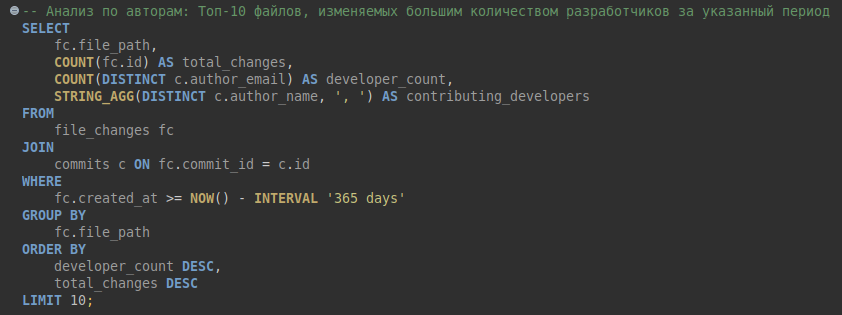 -- Анализ по авторам: Топ-10 файлов, изменяемых большим количеством разработчиков за указанный период
SELECT
    fc.file_path,
    COUNT(fc.id) AS total_changes,
    COUNT(DISTINCT c.author_email) AS developer_count,
    STRING_AGG(DISTINCT c.author_name, ', ') AS contributing_developers
FROM
    file_changes fc
JOIN
    commits c ON fc.commit_id = c.id
WHERE
    fc.created_at >= NOW() - INTERVAL '365 days'
GROUP BY
    fc.file_path
ORDER BY
    developer_count DESC,
    total_changes DESC
LIMIT 10;